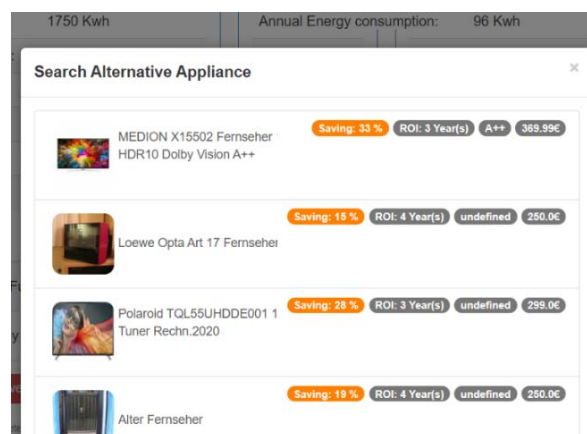 1750 Kwh Annual Energy consumption: 96 Kwh
Search Alternative Appliance ×
Saving: 33 % ROI: 3 Year(s) A++ 369.99€
MEDION X15502 Fernseher
HDR10 Dolby Vision A++
Saving: 15 % ROI: 4 Year(s) undefined 250.0€
Loewe Opta Art 17 Fernseher
Saving: 28 % ROI: 3 Year(s) undefined 299.0€
Polaroid TQL55UHDDE001 1
Tuner Rechn.2020
Saving: 19 % ROI: 4 Year(s) undefined 250.0€
Alter Fernseher